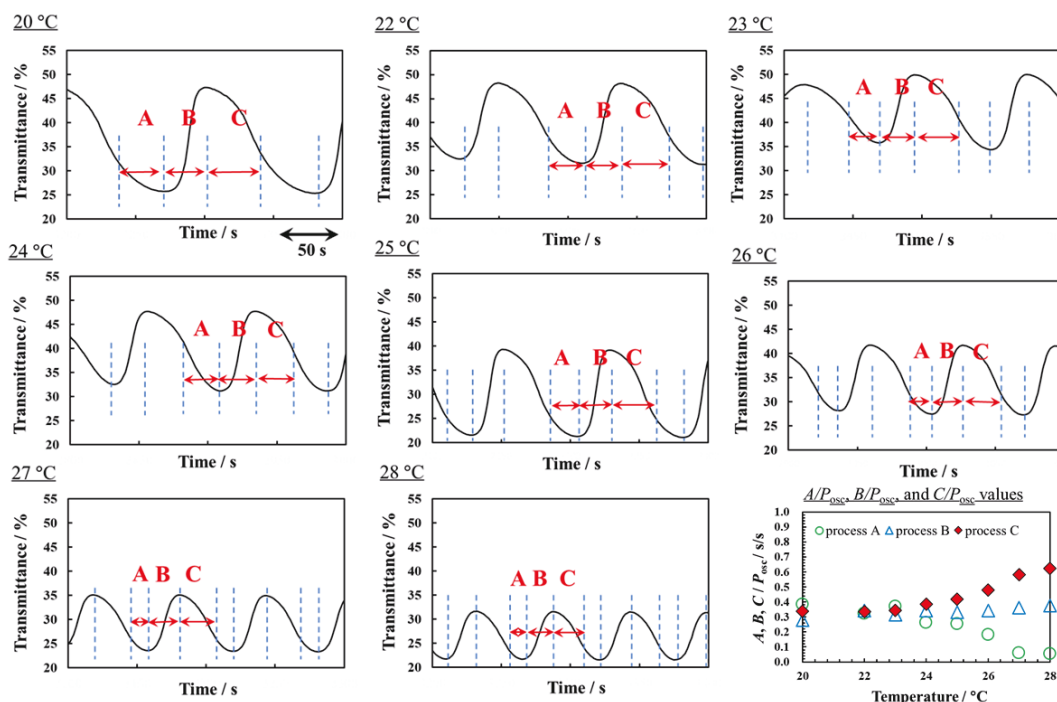 20 °C
22 °C
23 °C
Transmittance / %
55
50
45
40
35
30
25
20
A B C
Time / s
50 s
Transmittance / %
55
50
45
40
35
30
25
20
A B C
Time / s
Transmittance / %
55
50
45
40
35
30
25
20
A B C
Time / s
24 °C
25 °C
26 °C
Transmittance / %
55
50
45
40
35
30
25
20
A B C
Time / s
Transmittance / %
55
50
45
40
35
30
25
20
A B C
Time / s
Transmittance / %
55
50
45
40
35
30
25
20
A B C
Time / s
27 °C
28 °C
Transmittance / %
55
50
45
40
35
30
25
20
A B C
Time / s
Transmittance / %
55
50
45
40
35
30
25
20
A B C
Time / s
A/Posc, B/Posc, and C/Posc values
A, B, C / Posc / s/s
1.0
0.9
0.8
0.7
0.6
0.5
0.4
0.3
0.2
0.1
0.0
process A process B process C
20 22 24 26 28
Temperature / °C